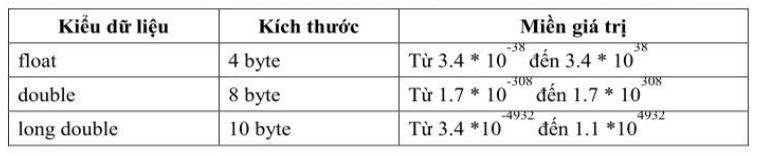 Kiểu dữ liệu Kích thước Miền giá trị
float 4 byte Từ 3.4 * 10^-38 đến 3.4 * 10^38
double 8 byte Từ 1.7 * 10^-308 đến 1.7 * 10^308
long double 10 byte Từ 3.4 *10^-4932 đến 1.1 *10^4932